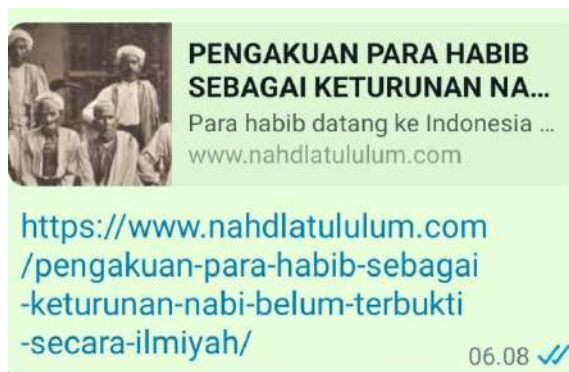 PENGAKUAN PARA HABIB
SEBAGAI KETURUNAN NA...
Para habib datang ke Indonesia ...
www.nahdlatululum.com
https://www.nahdlatululum.com
/pengakuan-para-habib-sebagai
-keturunan-nabi-belum-terbukti
-secara-ilmiyah/
06.08